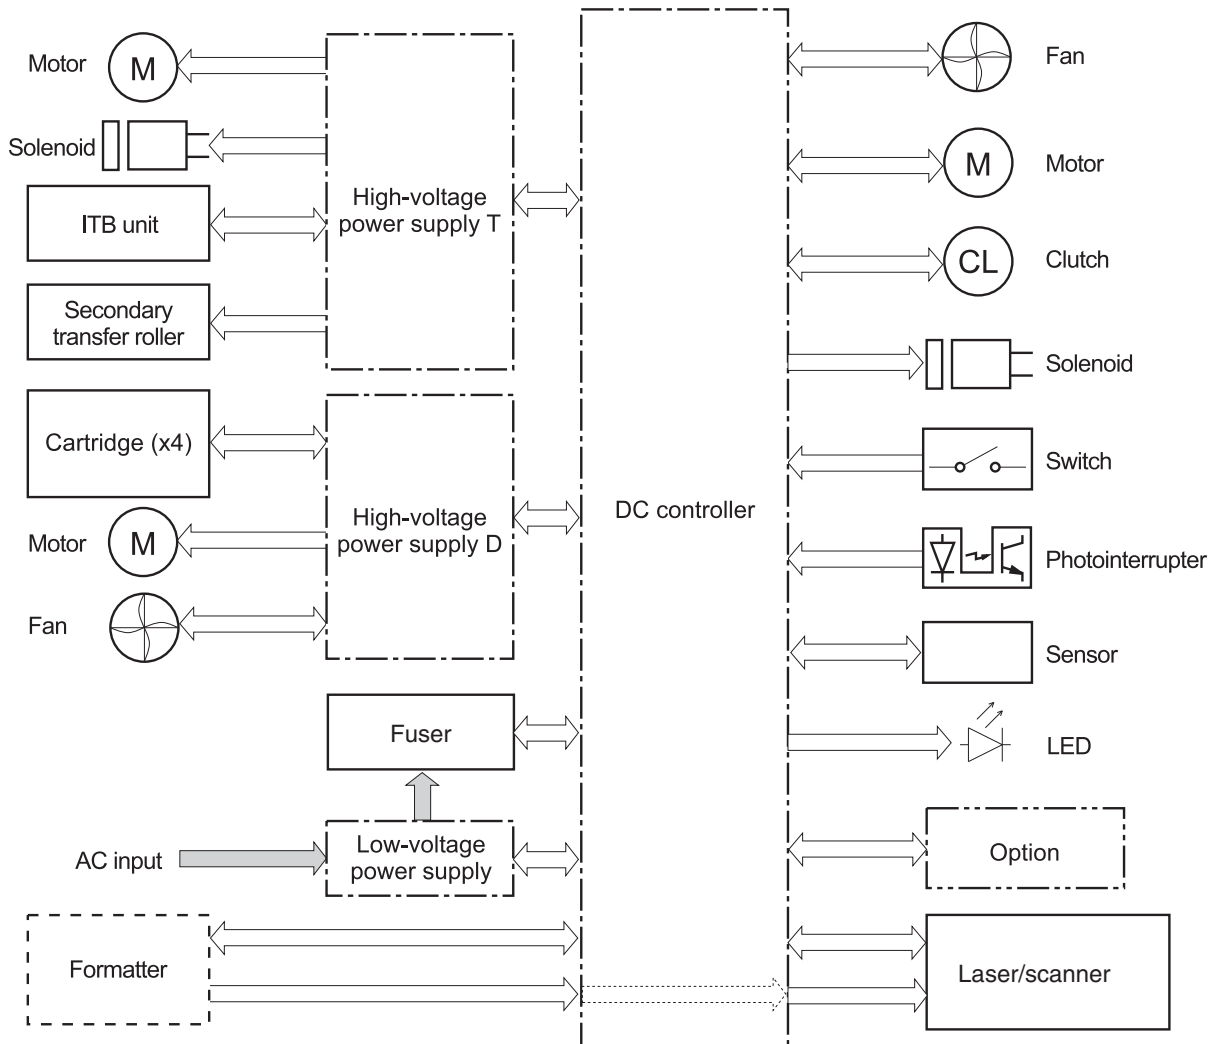 Motor
M
Solenoid
ITB unit
Secondary
transfer roller
High-voltage
power supply T
Cartridge (x4)
Motor
M
Fan
High-voltage
power supply D
Fuser
AC input
Low-voltage
power supply
Formatter
DC controller
Fan
M
Motor
CL
Clutch
Solenoid
Switch
Photointerrupter
Sensor
LED
Option
Laser/scanner